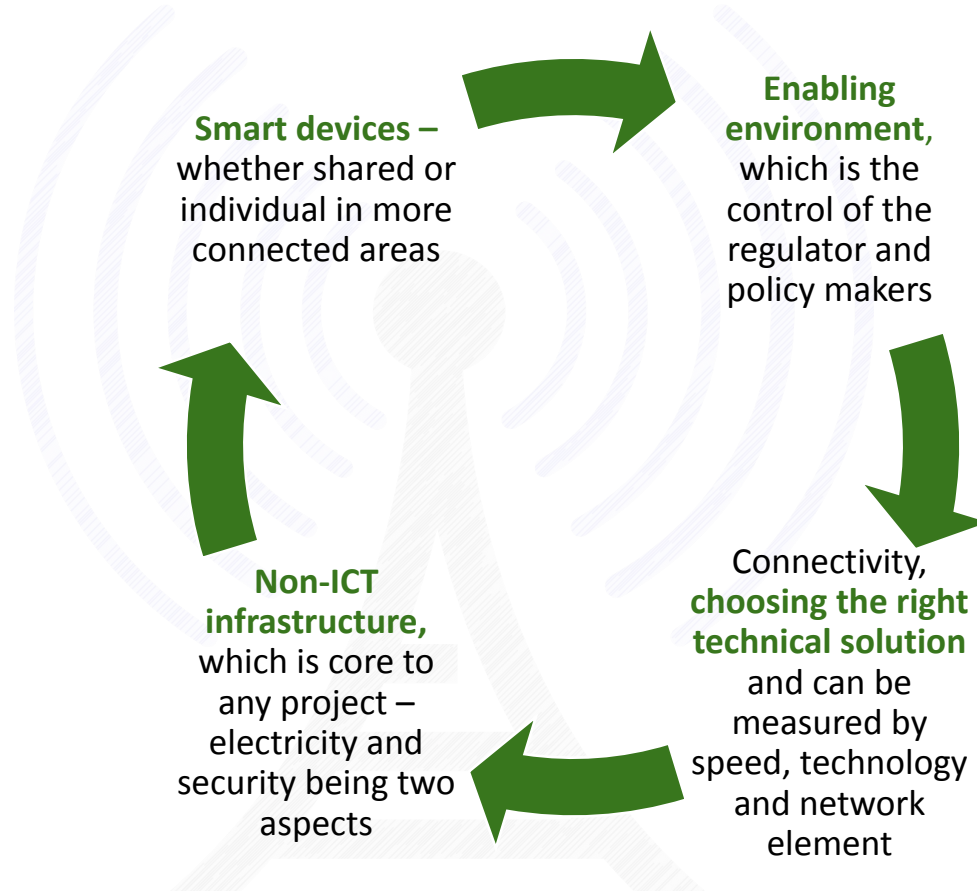 Smart devices –
whether shared or
individual in more
connected areas
Enabling
environment,
which is the
control of the
regulator and
policy makers
Connectivity,
choosing the right
technical solution
and can be
measured by
speed, technology
and network
element
Non-ICT
infrastructure,
which is core to
any project –
electricity and
security being two
aspects